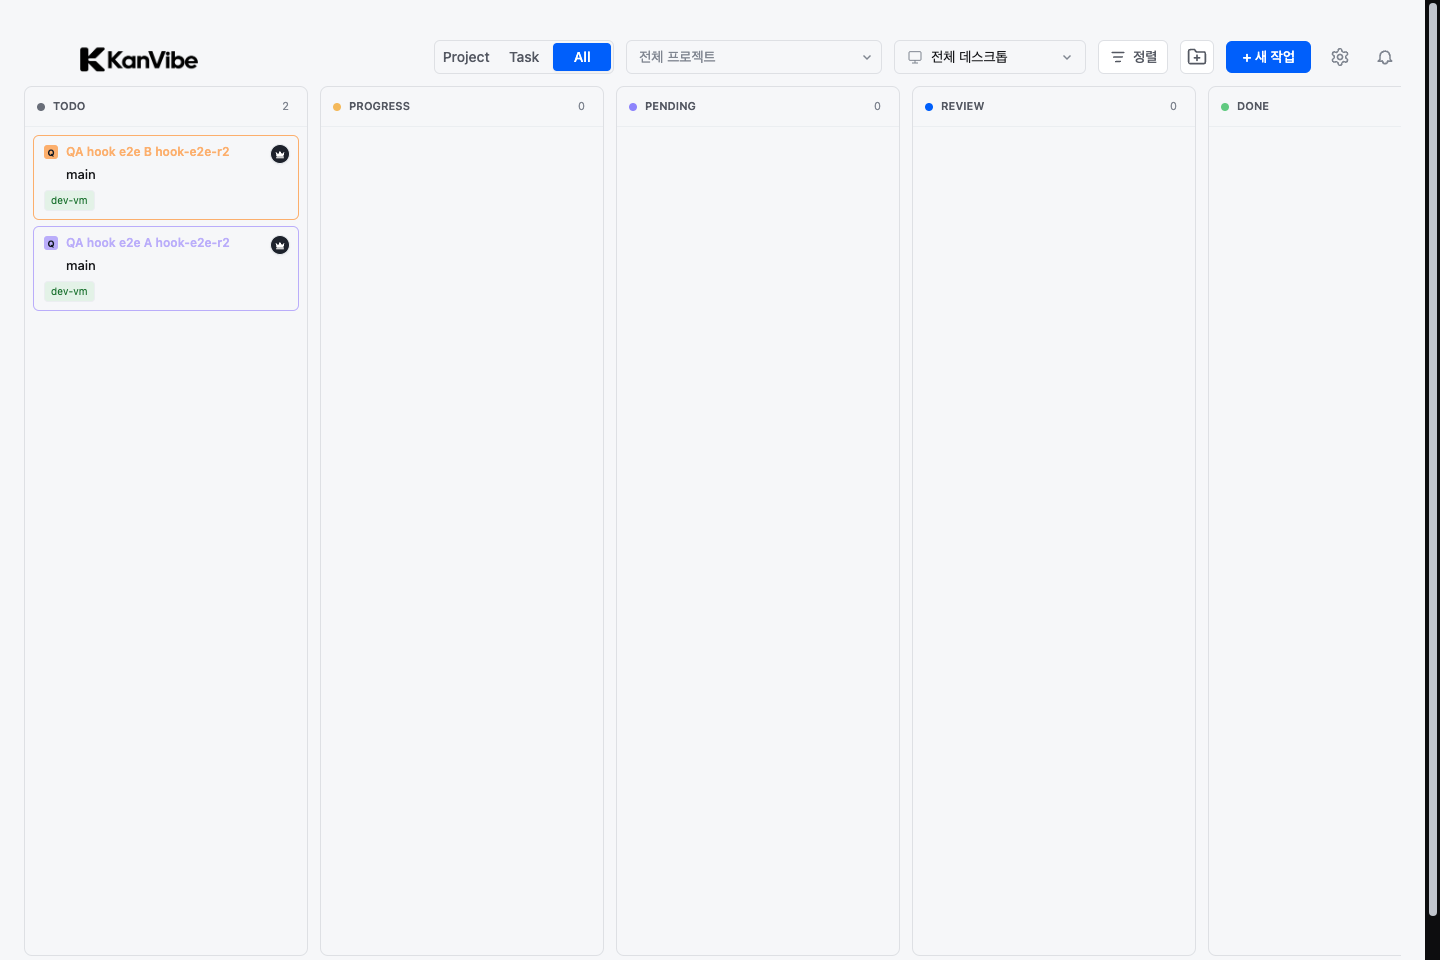 KanVibe
Project Task All
전체 프로젝트
전체 데스크톱
정렬
+ 새 작업
TODO 2
Q QA hook e2e B hook-e2e-r2
main
dev-vm
Q QA hook e2e A hook-e2e-r2
main
dev-vm
PROGRESS 0
PENDING 0
REVIEW 0
DONE